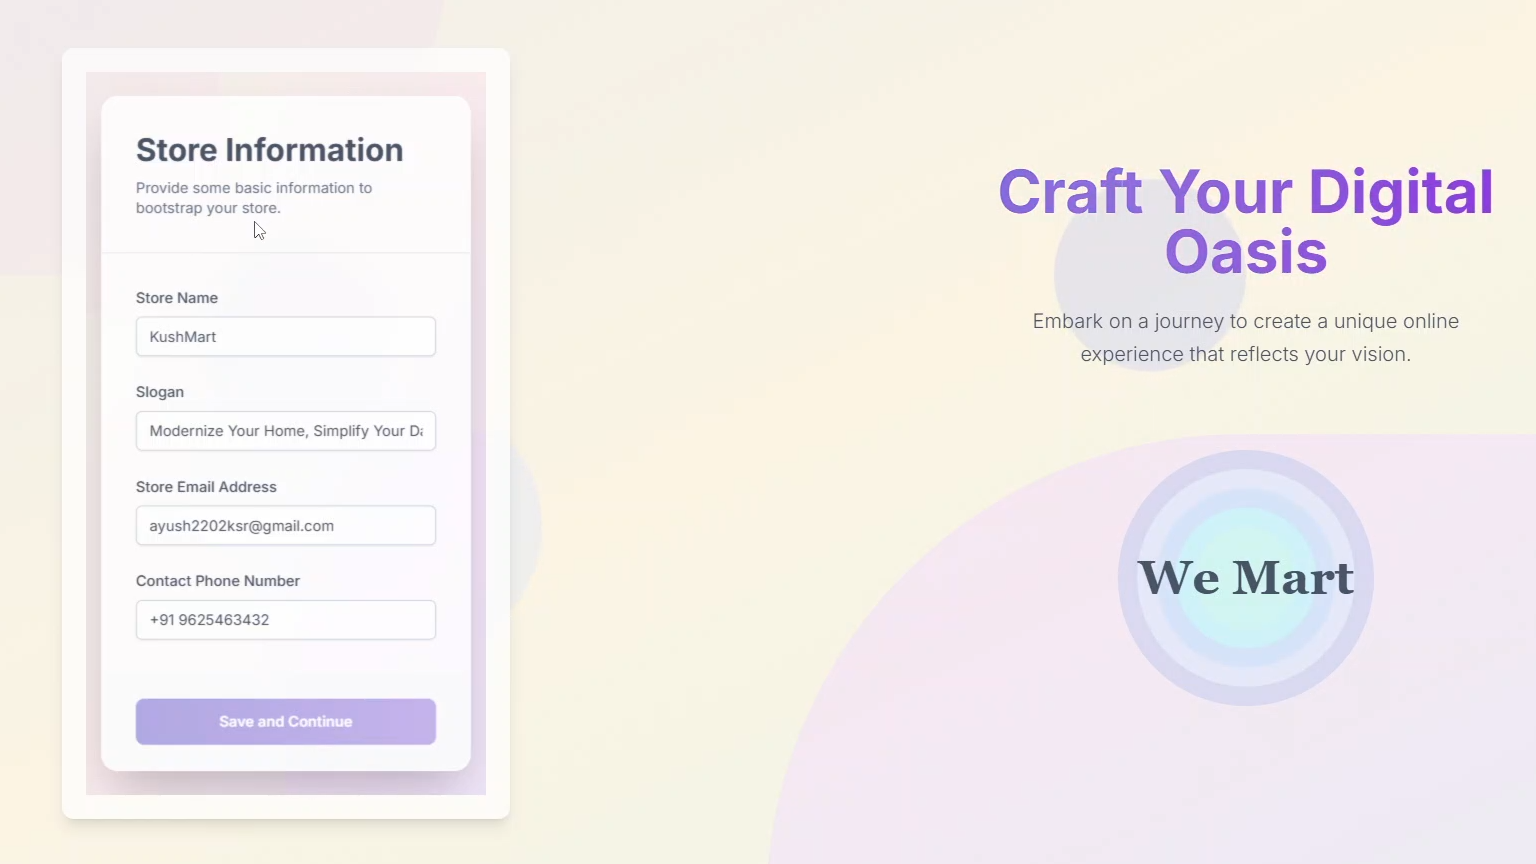 Store Information
Provide some basic information to
bootstrap your store.
Store Name
KushMart
Slogan
Modernize Your Home, Simplify Your Da
Store Email Address
ayush2202ksr@gmail.com
Contact Phone Number
+91 9625463432
Save and Continue
Craft Your Digital
Oasis
Embark on a journey to create a unique online
experience that reflects your vision.
We Mart